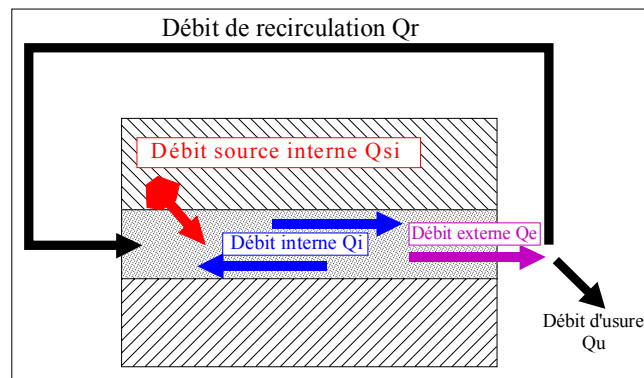 Débit de recirculation Qr
Débit source interne Qsi
Débit interne Qi
Débit externe Qe
Débit d'usure
Qu